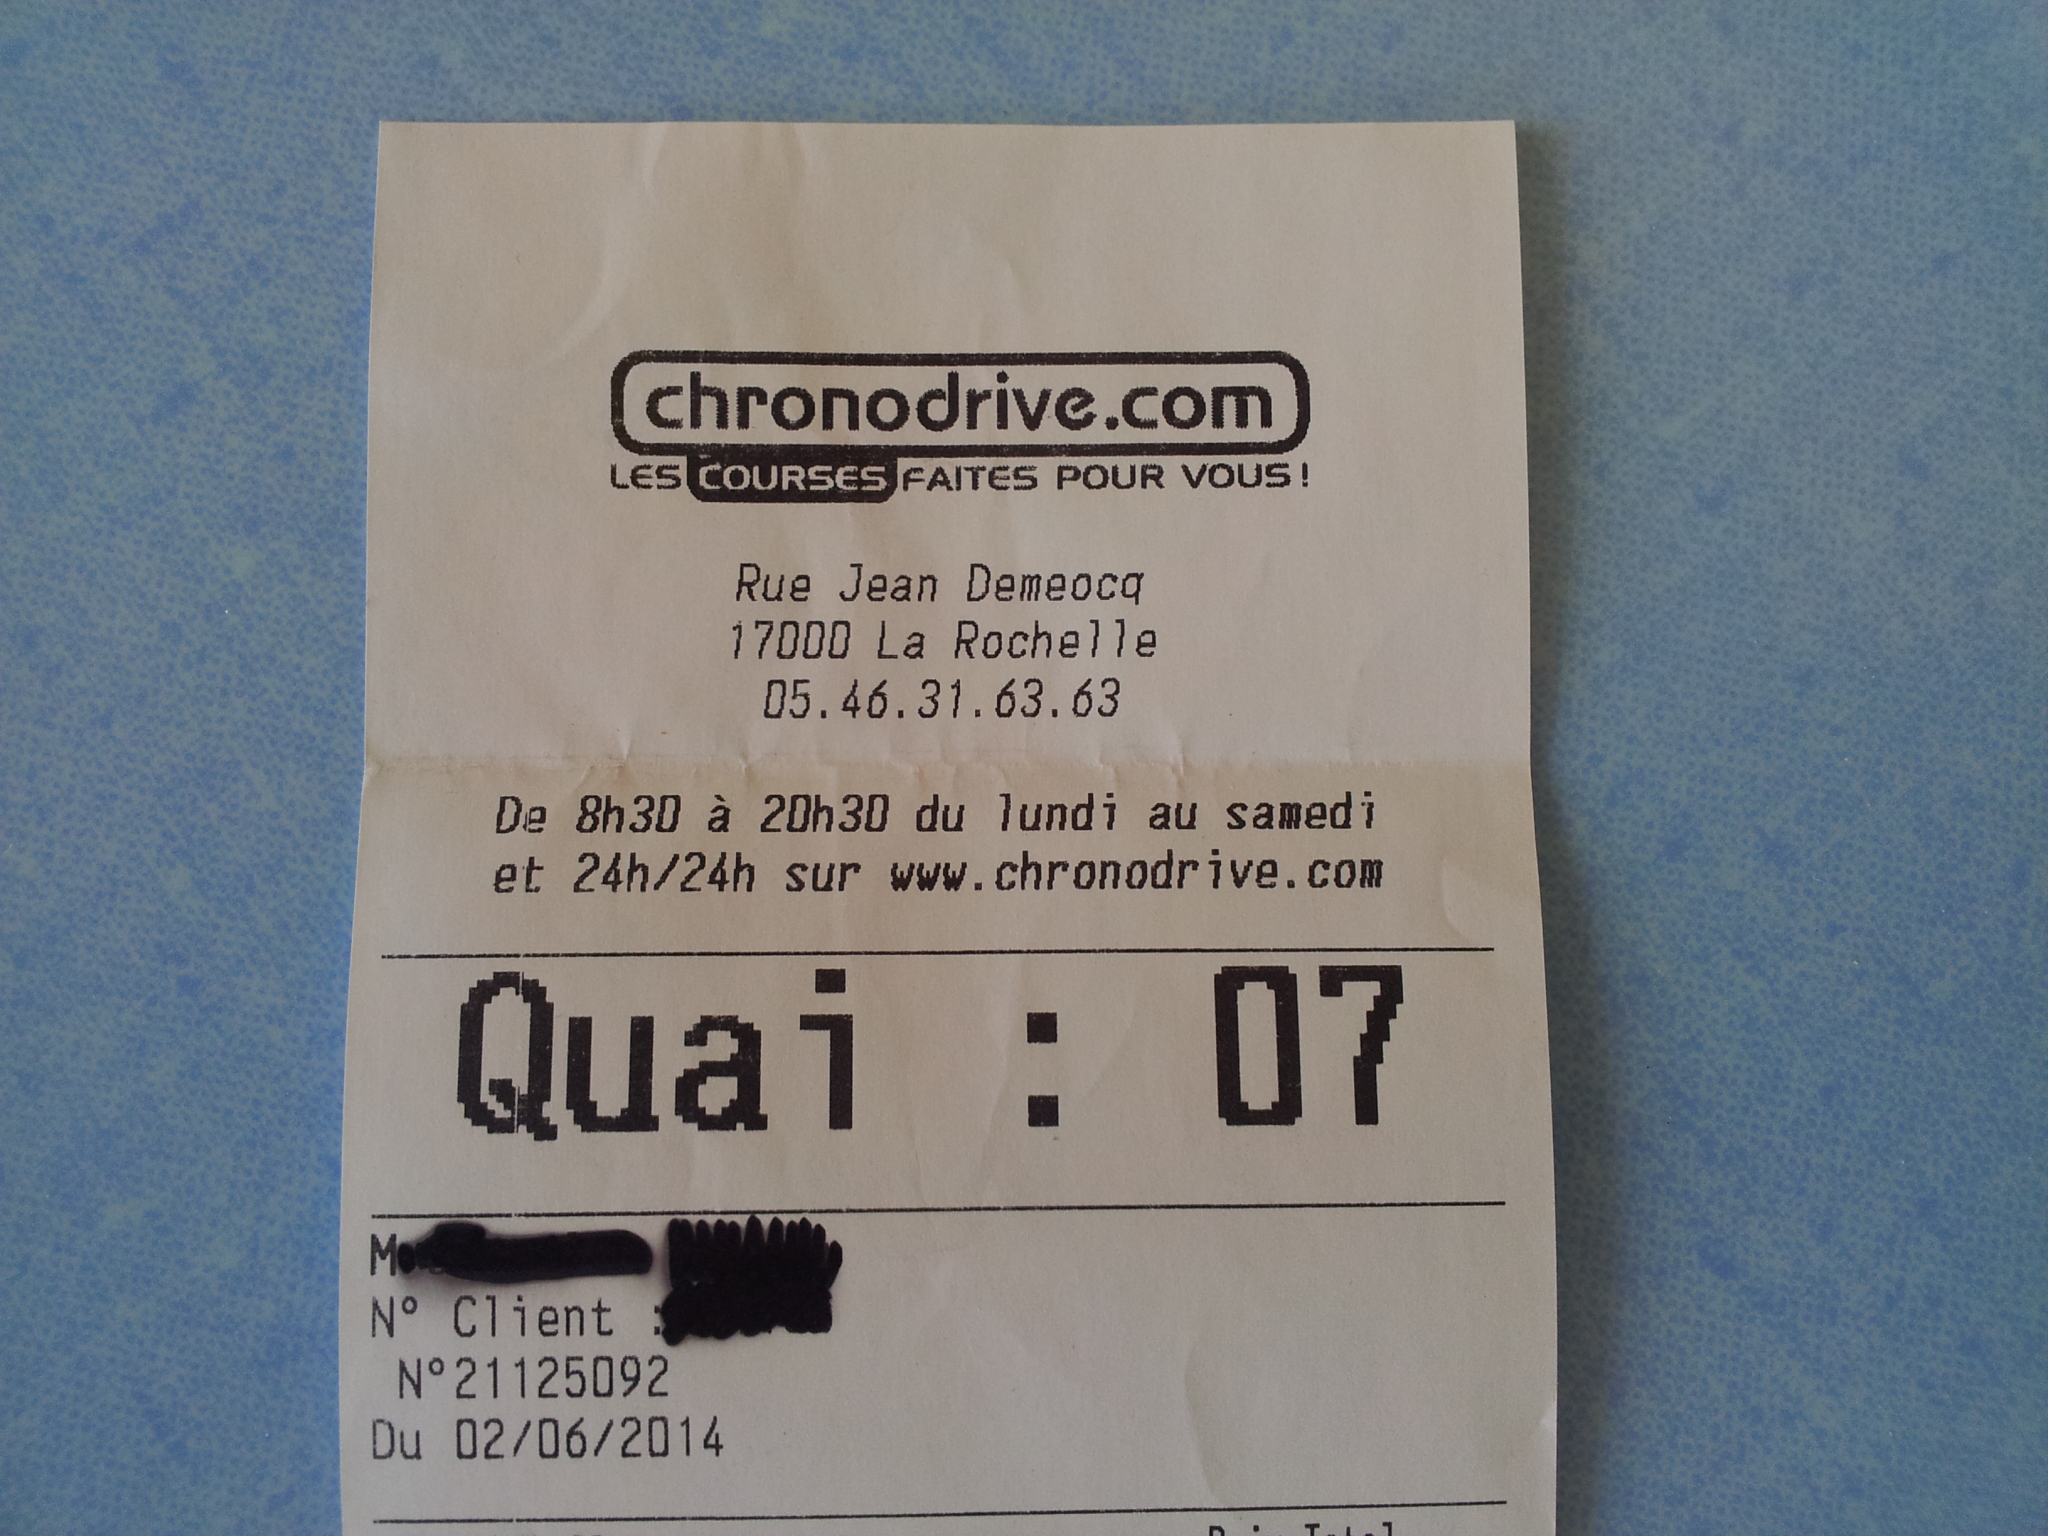 chronodrive.com
LES COURSES FAITES POUR VOUS!
Rue Jean Demeocq
17000 La Rochelle
05.46.31.63.63
De 8h30 à 20h30 du lundi au samedi
et 24h/24h sur www.chronodrive.com
Quai : 07
M
N° Client :
N°21125092
Du 02/06/2014